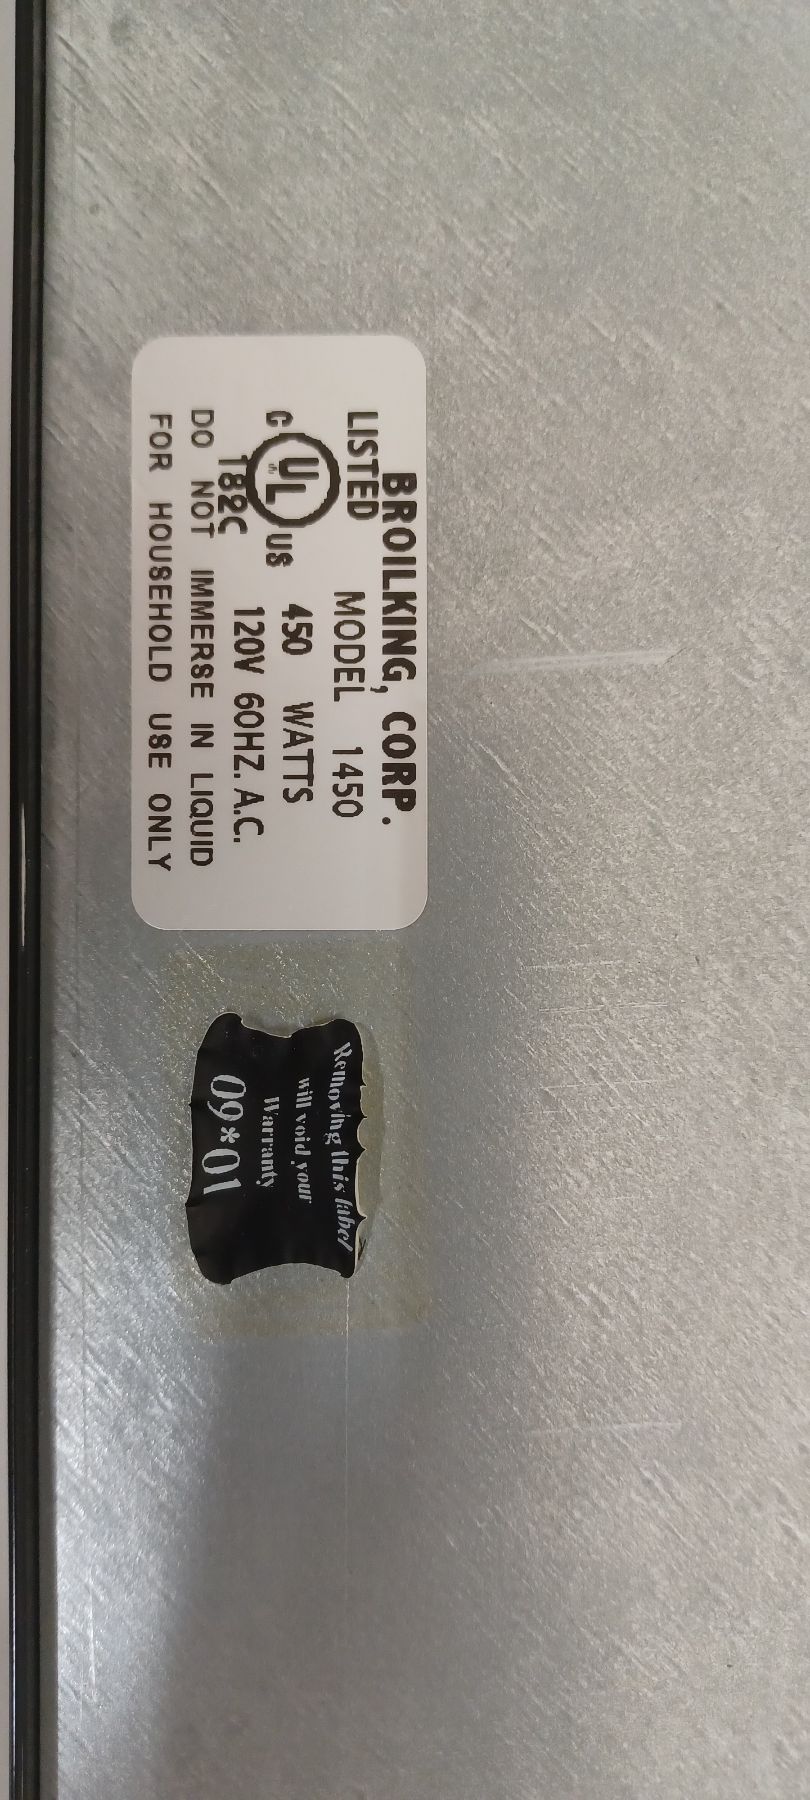 BROILKING, CORP.
LISTED MODEL 1450
C UL US 450 WATTS
182C 120V 60HZ. A.C.
DO NOT IMMERSE IN LIQUID
FOR HOUSEHOLD USE ONLY
Removing this label
will void your
Warranty
09*01